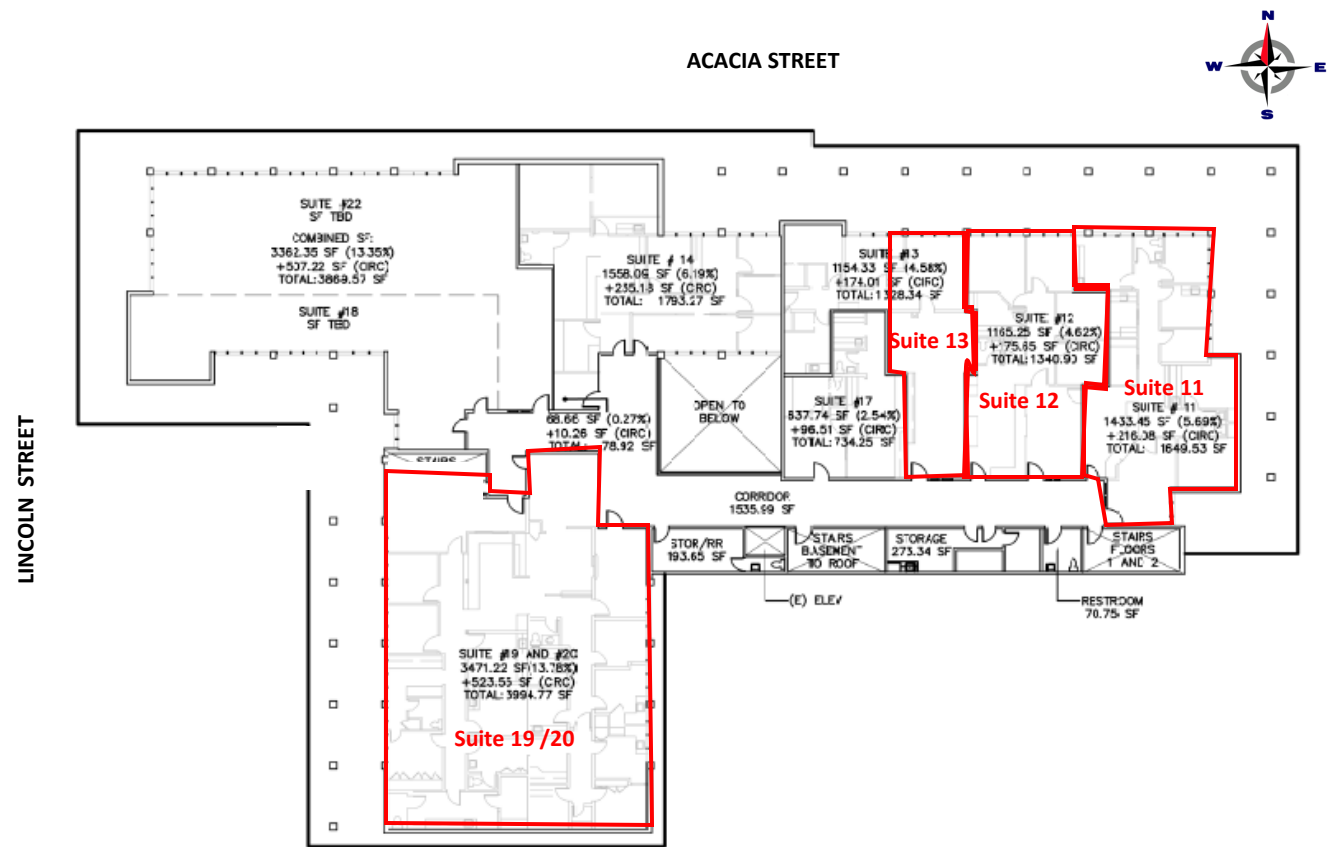 N
ACACIA STREET
W
E
S
SUITE #22
SF TBD
COMBINED SF:
3362.35 SF (13.35%)
+507.22 SF (CIRC)
TOTAL: 3869.57 SF
SUITE #18
SF TBD
SUITE # 14
1558.09 SF (6.19%)
+235.18 SF (CIRC)
TOTAL: 1793.27 SF
SUITE #13
1154.33 SF (4.58%)
+174.01 SF (CIRC)
TOTAL: 1328.34 SF
Suite 13
SUITE #12
1165.25 SF (4.62%)
+175.65 SF (CIRC)
TOTAL: 1340.90 SF
Suite 12
Suite 11
SUITE # 11
1433.45 SF (5.69%)
+216.08 SF (CIRC)
TOTAL: 1649.53 SF
SUITE #17
637.74 SF (2.54%)
+96.51 SF (CIRC)
TOTAL: 734.25 SF
OPEN TO
BELOW
68.66 SF (0.27%)
+10.26 SF (CIRC)
TOTAL: 78.92 SF
LINCOLN STREET
STAIRS
CORRIDOR
1535.99 SF
STOR/RR
193.65 SF
STARS
BASEMENT
TO ROOF
STORAGE
273.34 SF
STAIRS
FLOORS
1 AND 2
(E) ELEV
RESTROOM
70.75 SF
SUITE #19 AND #20
3471.22 SF (13.78%)
+523.55 SF (CIRC)
TOTAL: 3994.77 SF
Suite 19 /20